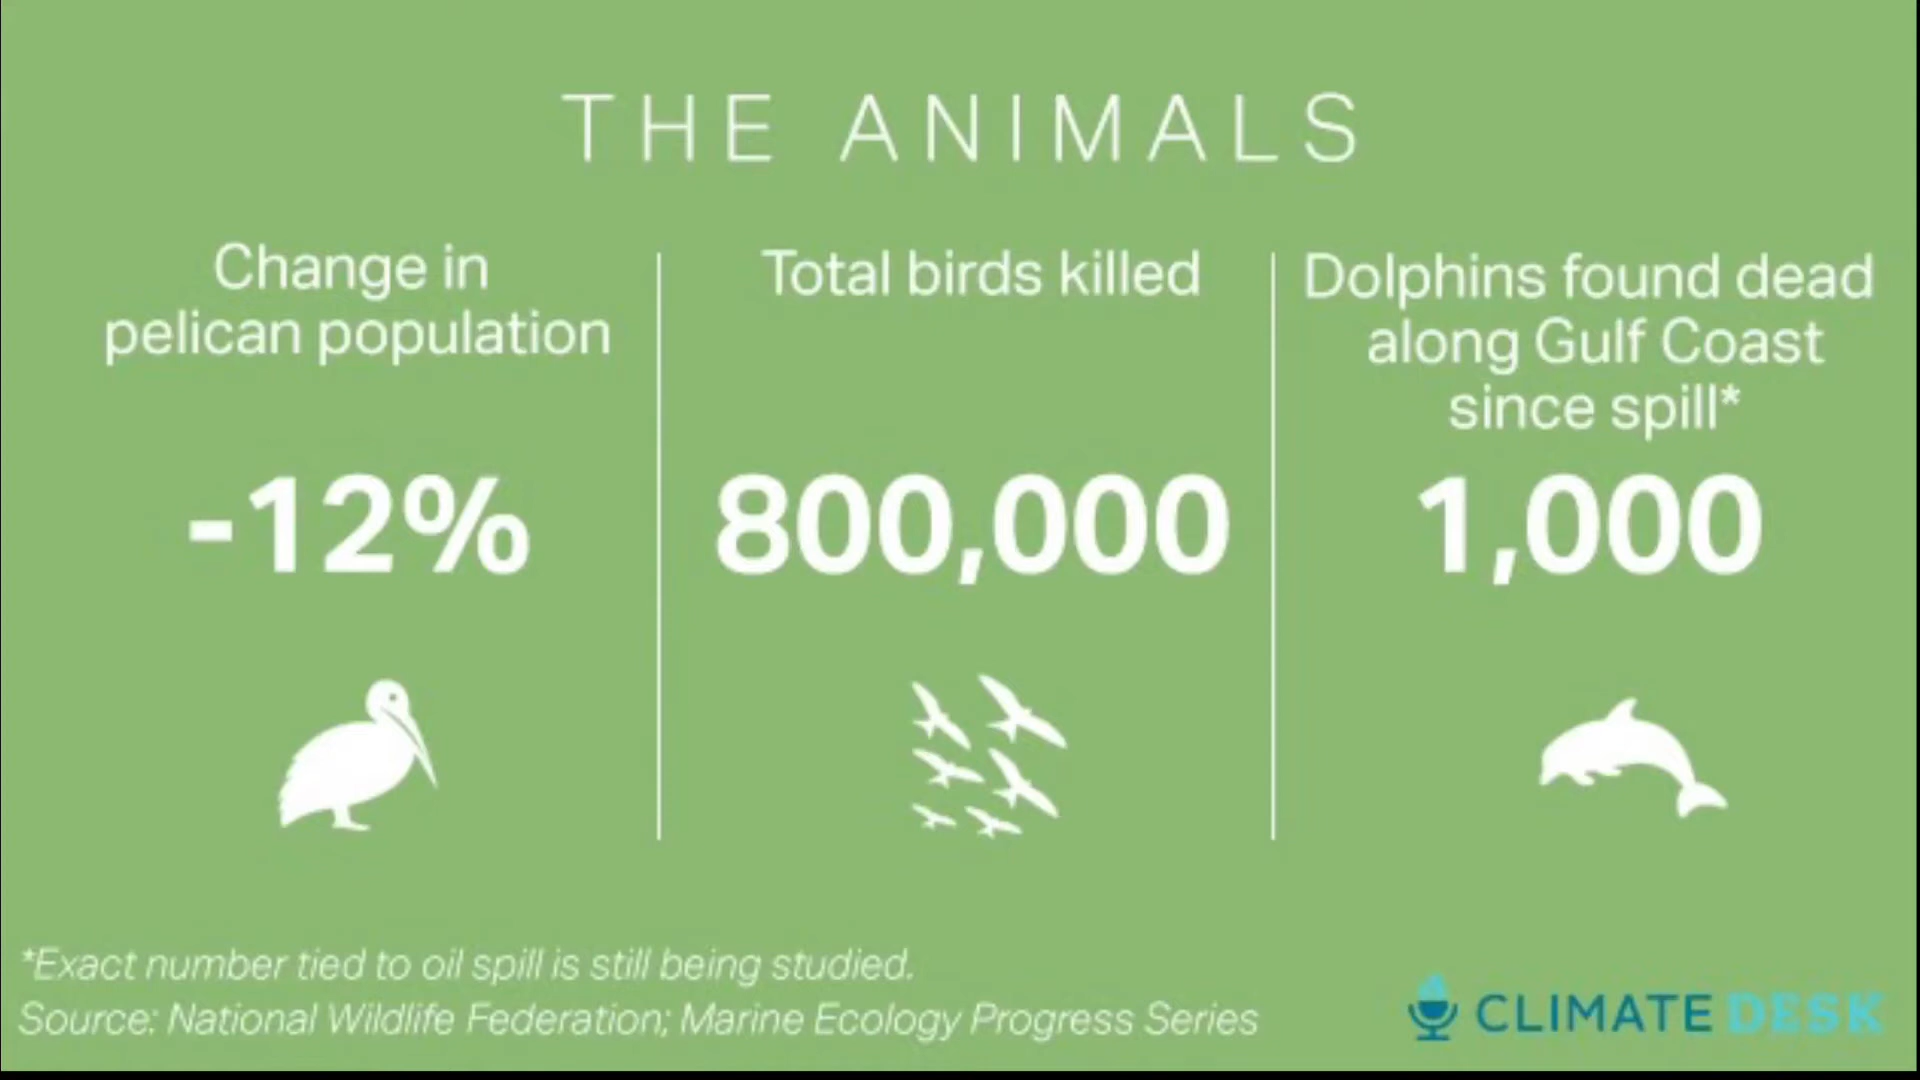 THE ANIMALS
Change in
pelican population
-12%
Total birds killed
800,000
Dolphins found dead
along Gulf Coast
since spill*
1,000
*Exact number tied to oil spill is still being studied.
Source: National Wildlife Federation; Marine Ecology Progress Series
CLIMATE DESK